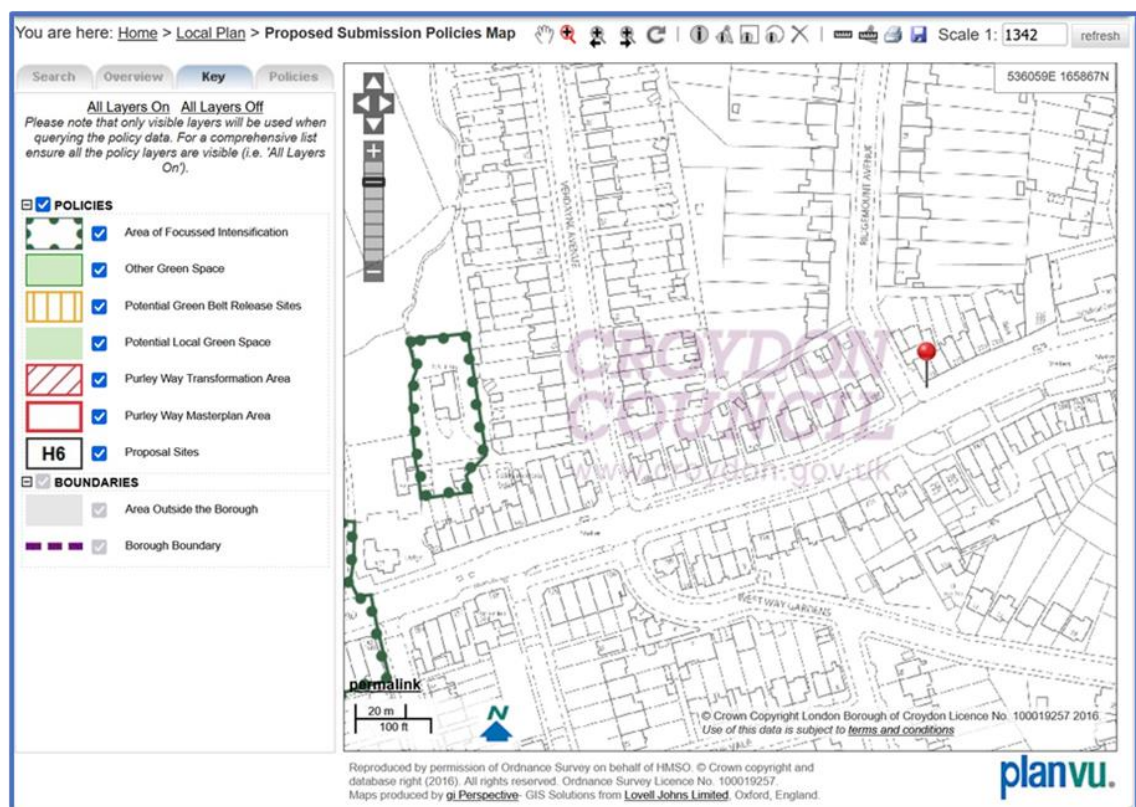 You are here: Home > Local Plan > Proposed Submission Policies Map
Scale 1: 1342 refresh
Search Overview Key Policies
All Layers On All Layers Off
Please note that only visible layers will be used when
querying the policy data. For a comprehensive list
ensure all the policy layers are visible (i.e. 'All Layers
On').
POLICIES
Area of Focussed Intensification
Other Green Space
Potential Green Belt Release Sites
Potential Local Green Space
Purley Way Transformation Area
Purley Way Masterplan Area
H6 Proposal Sites
BOUNDARIES
Area Outside the Borough
Borough Boundary
536059E 165867N
VERDAYNE AVENUE
RIDGEMOUNT AVENUE
CROYDON
COUNCIL
www.croydon.gov.uk
WEST WAY GARDENS
permalink
20 m
100 ft
N
© Crown Copyright London Borough of Croydon Licence No. 100019257 2016
Use of this data is subject to terms and conditions
Reproduced by permission of Ordnance Survey on behalf of HMSO. © Crown copyright and
database right (2016). All rights reserved. Ordnance Survey Licence No. 100019257.
Maps produced by gi Perspective- GIS Solutions from Lovell Johns Limited, Oxford, England.
planvu.